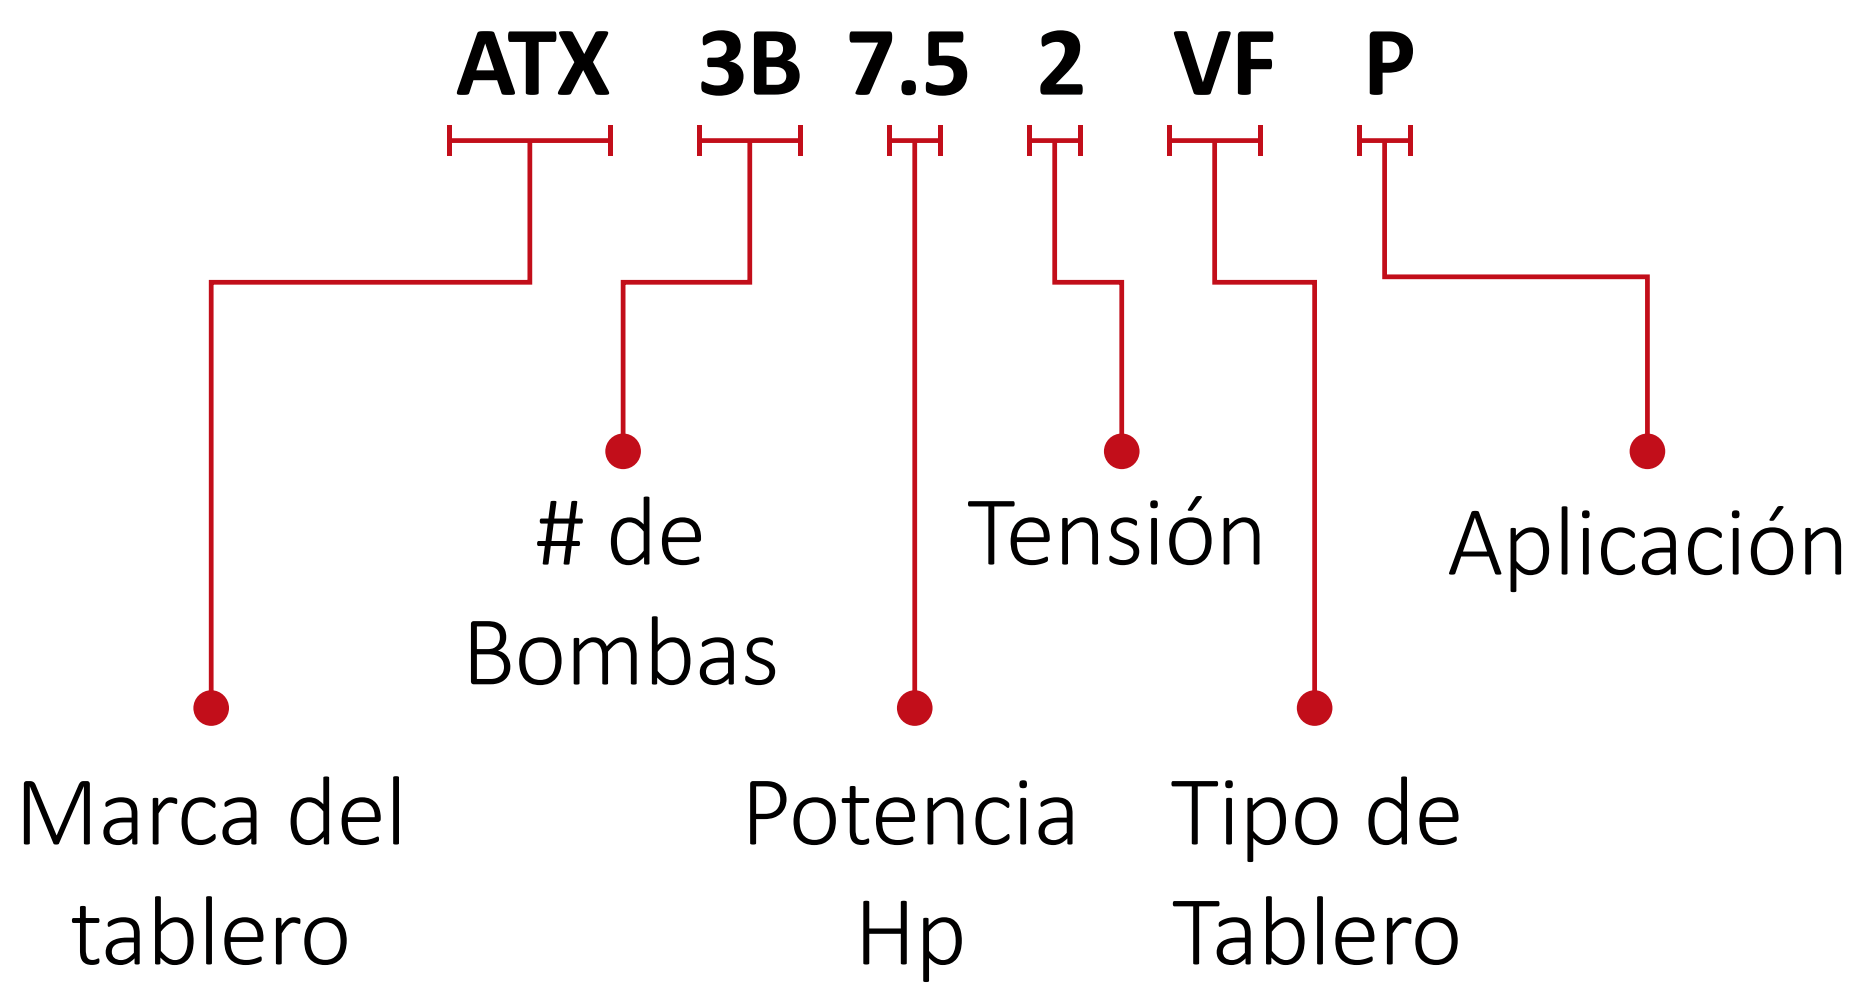 ATX 3B 7.5 2 VF P
# de
Bombas
Tensión
Aplicación
Marca del
tablero
Potencia
Hp
Tipo de
Tablero